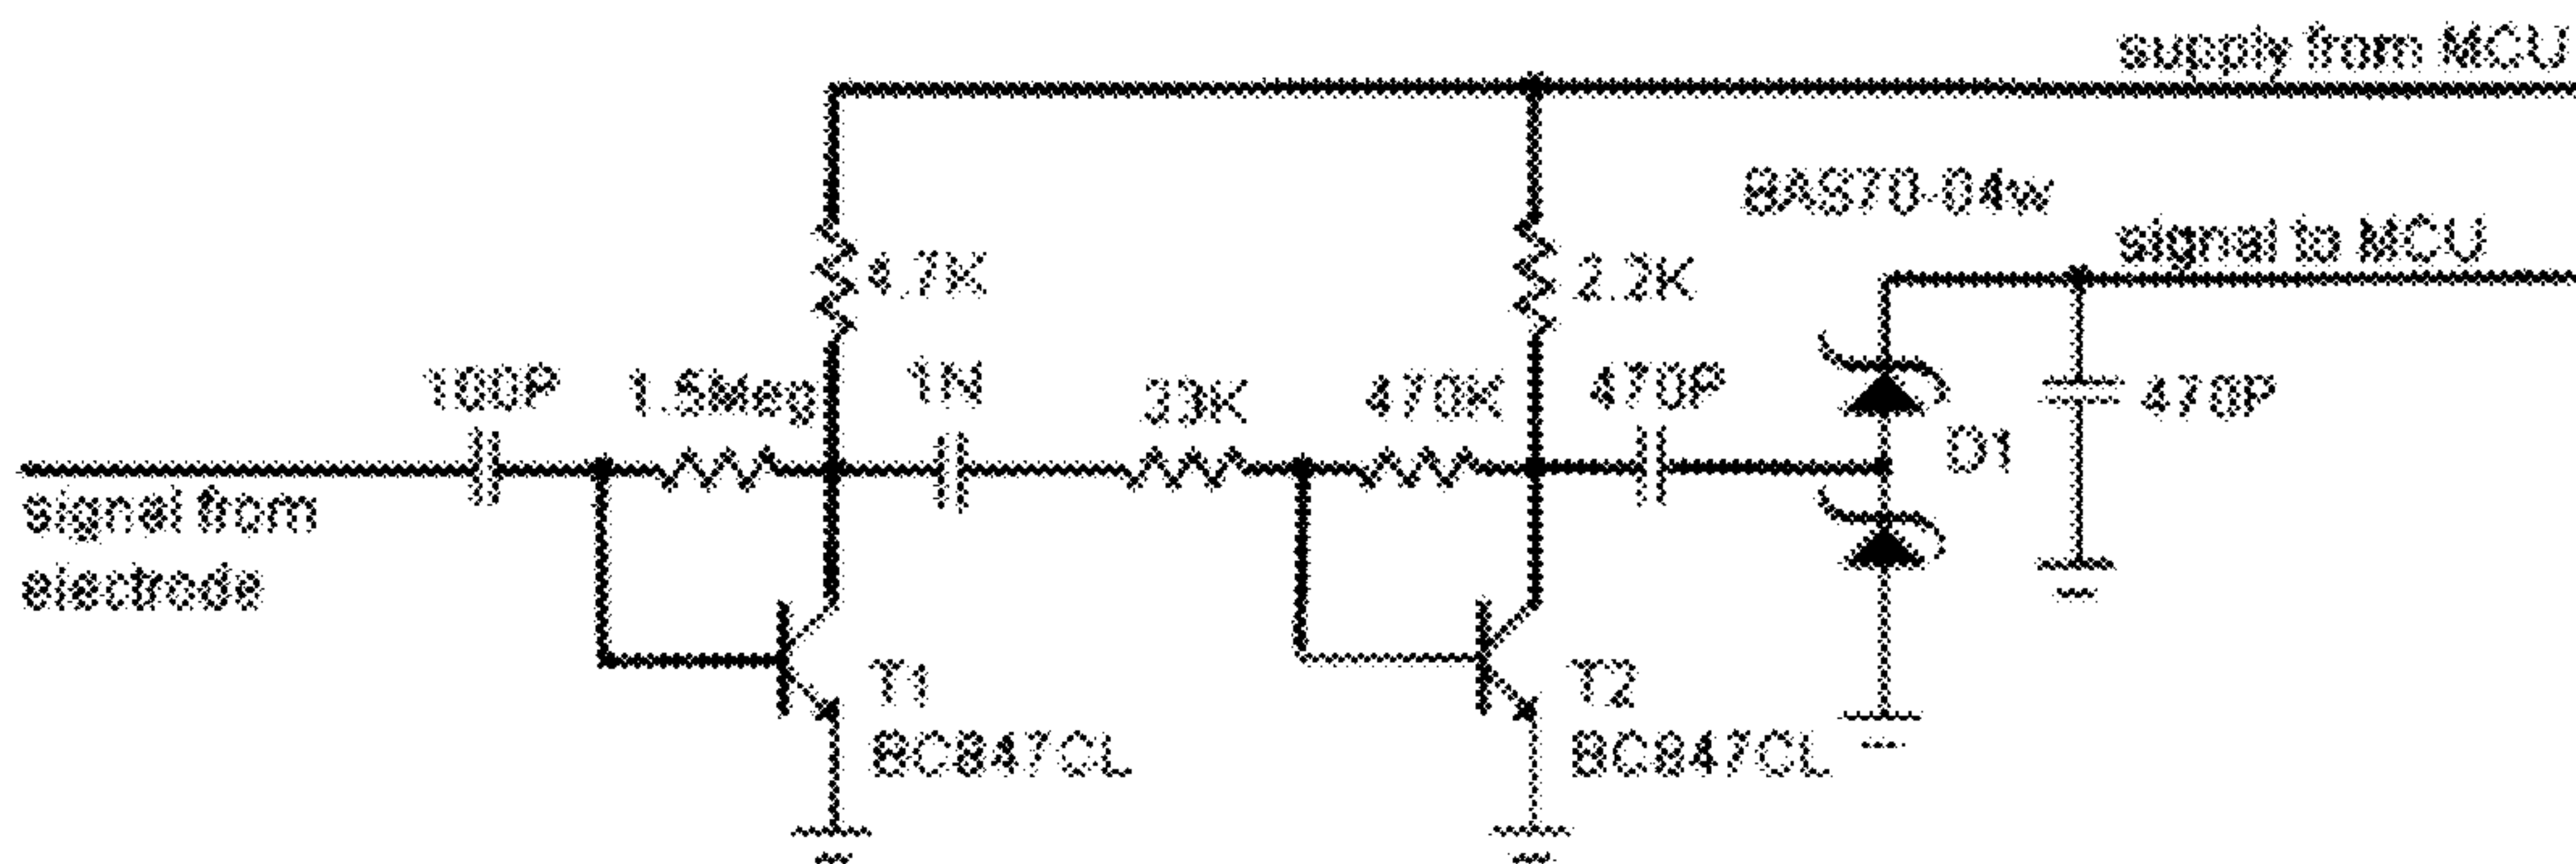 supply from MCU
BAS70-04w
signal to MCU
4.7K
2.2K
100P
1.5Meg
1N
33K
470K
470P
470P
D1
signal from
electrode
T1
BC847CL
T2
BC847CL